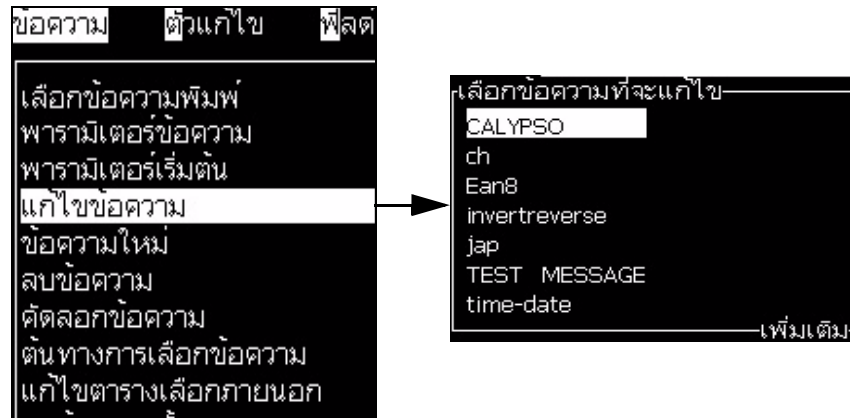 ข้อความ ตัวแก้ไข ฟิลด์
เลือกข้อความพิมพ์
พารามิเตอร์ข้อความ
พารามิเตอร์เริ่มต้น
แก้ไขข้อความ
ข้อความใหม่
ลบข้อความ
คัดลอกข้อความ
ต้นทางการเลือกข้อความ
แก้ไขตารางเลือกภายนอก
เลือกข้อความที่จะแก้ไข
CALYPSO
ch
Ean8
invertreverse
jap
TEST MESSAGE
time-date
เพิ่มเติม